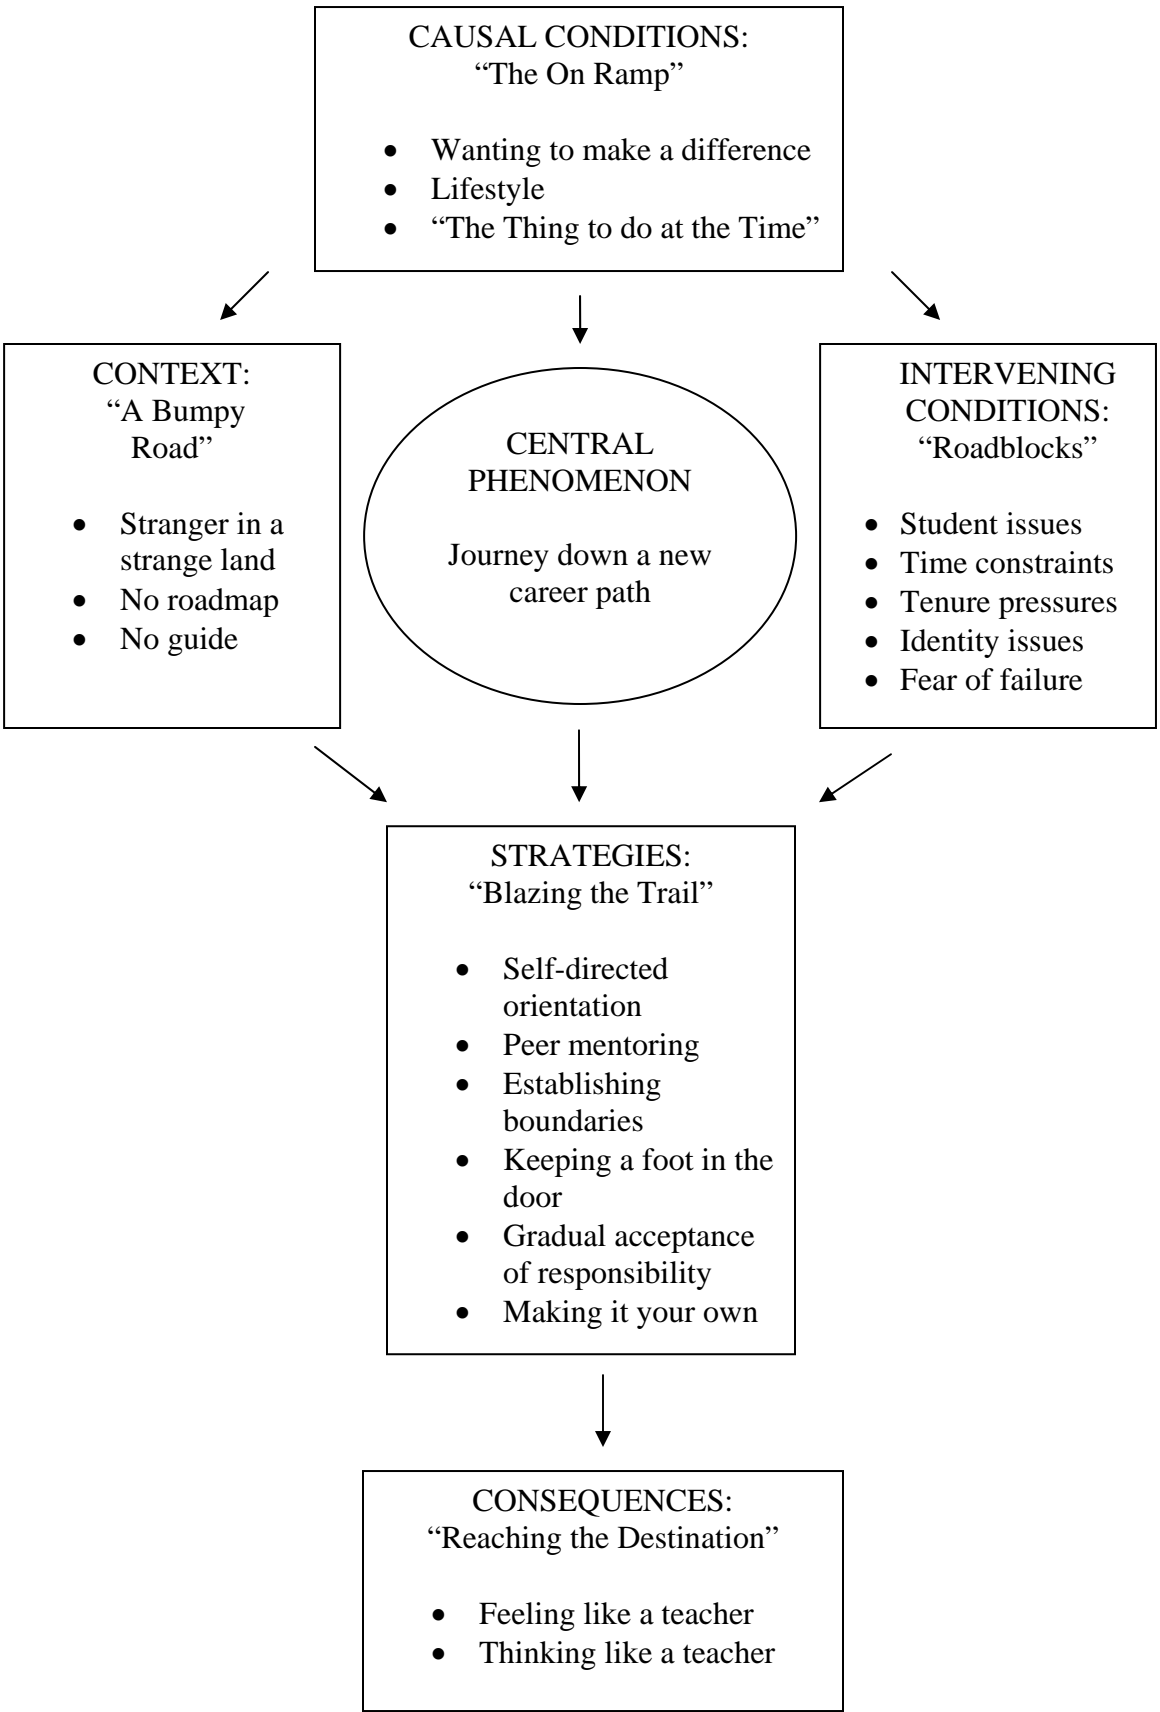 CAUSAL CONDITIONS:
“The On Ramp”
• Wanting to make a difference
• Lifestyle
• “The Thing to do at the Time”
CONTEXT:
“A Bumpy
Road”
• Stranger in a
strange land
• No roadmap
• No guide
CENTRAL
PHENOMENON
Journey down a new
career path
INTERVENING
CONDITIONS:
“Roadblocks”
• Student issues
• Time constraints
• Tenure pressures
• Identity issues
• Fear of failure
STRATEGIES:
“Blazing the Trail”
• Self-directed
orientation
• Peer mentoring
• Establishing
boundaries
• Keeping a foot in the
door
• Gradual acceptance
of responsibility
• Making it your own
CONSEQUENCES:
“Reaching the Destination”
• Feeling like a teacher
• Thinking like a teacher